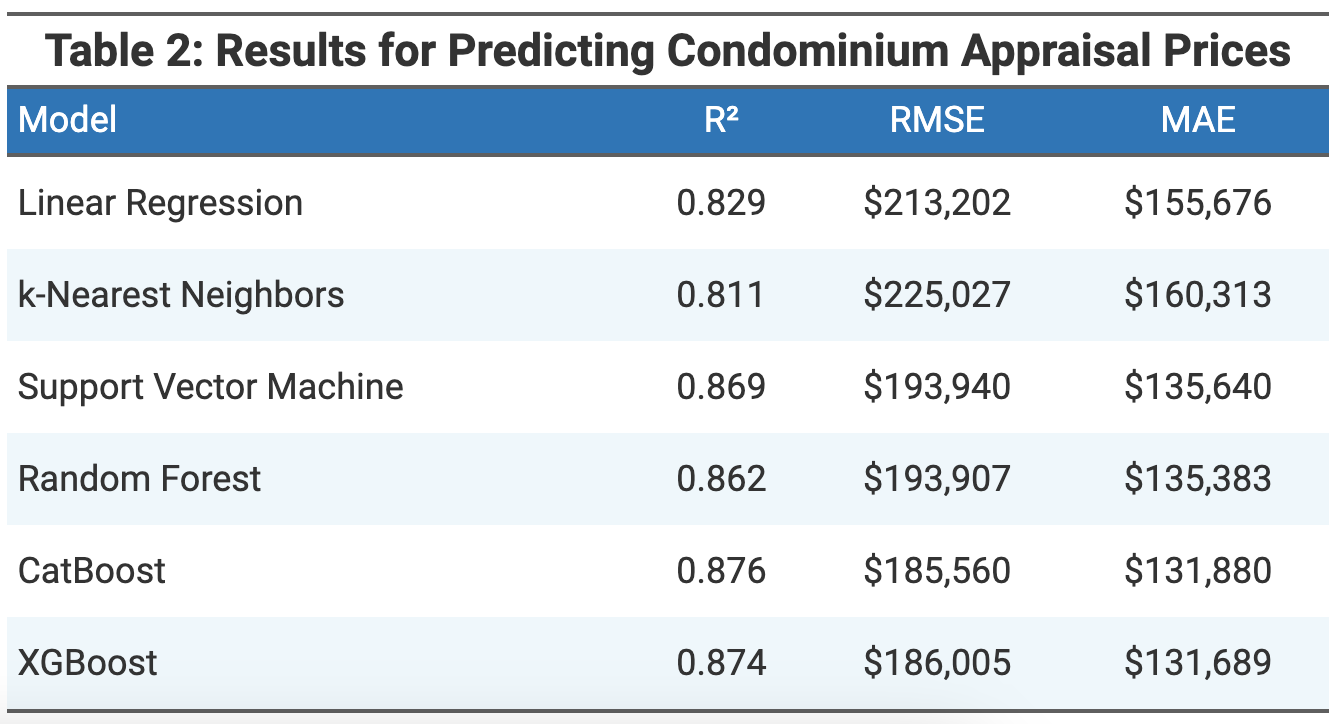 Table 2: Results for Predicting Condominium Appraisal Prices
Model R² RMSE MAE
Linear Regression 0.829 $213,202 $155,676
k-Nearest Neighbors 0.811 $225,027 $160,313
Support Vector Machine 0.869 $193,940 $135,640
Random Forest 0.862 $193,907 $135,383
CatBoost 0.876 $185,560 $131,880
XGBoost 0.874 $186,005 $131,689